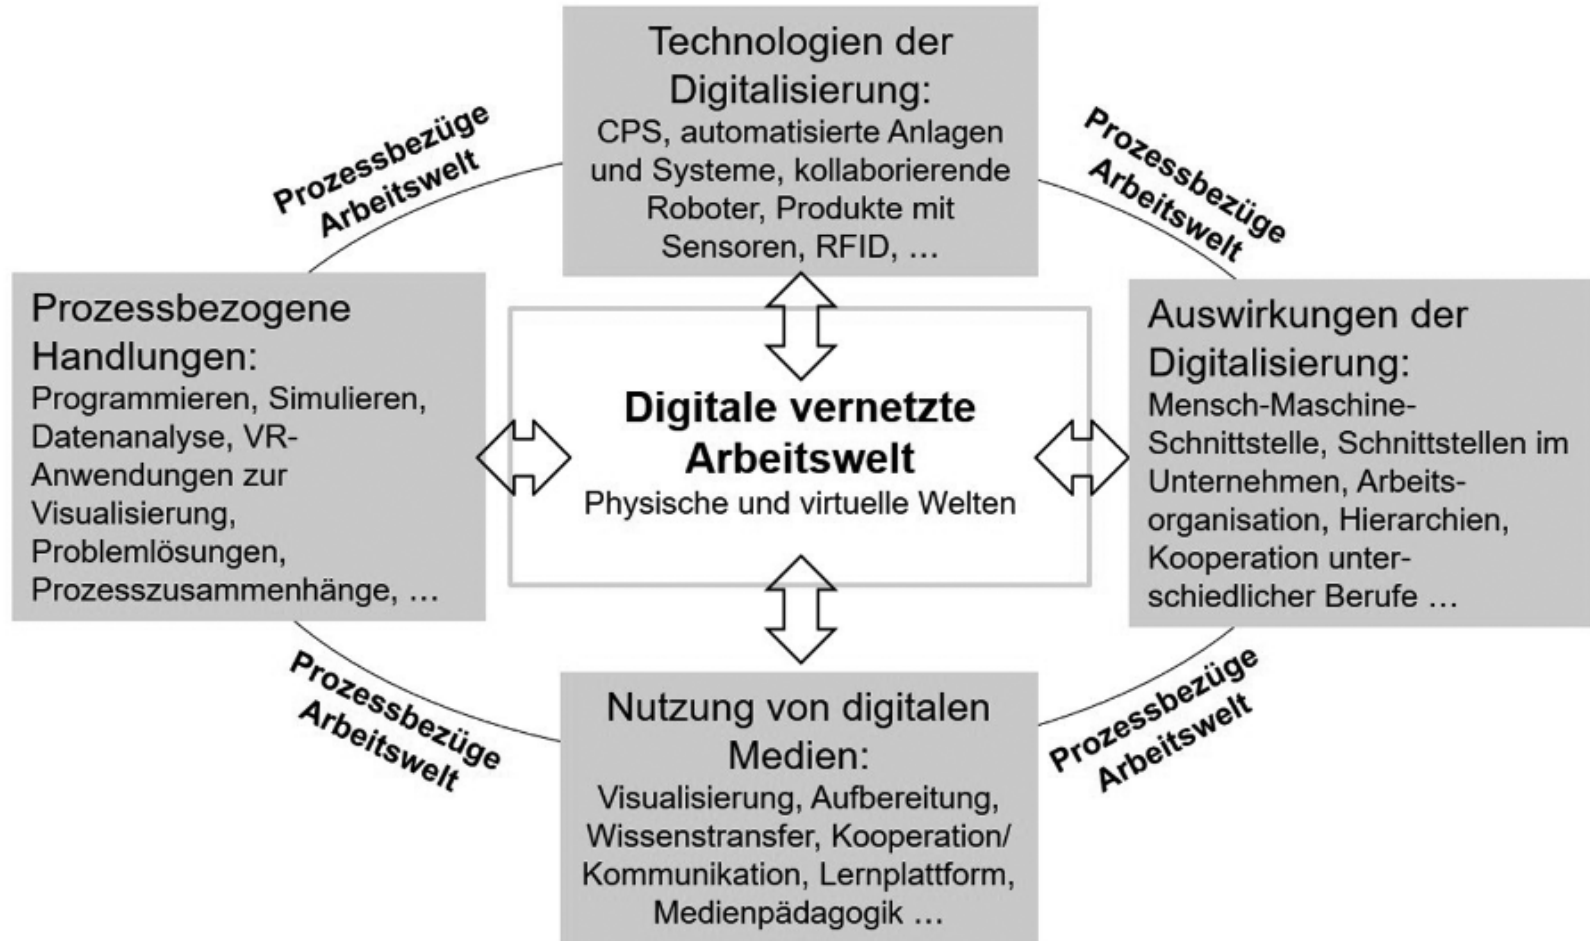 Technologien der
Digitalisierung:
CPS, automatisierte Anlagen
und Systeme, kollaborierende
Roboter, Produkte mit
Sensoren, RFID, …
Prozessbezüge
Arbeitswelt
Prozessbezüge
Arbeitswelt
Prozessbezogene
Handlungen:
Programmieren, Simulieren,
Datenanalyse, VR-
Anwendungen zur
Visualisierung,
Problemlösungen,
Prozesszusammenhänge, …
Digitale vernetzte
Arbeitswelt
Physische und virtuelle Welten
Auswirkungen der
Digitalisierung:
Mensch-Maschine-
Schnittstelle, Schnittstellen im
Unternehmen, Arbeits-
organisation, Hierarchien,
Kooperation unter-
schiedlicher Berufe …
Prozessbezüge
Arbeitswelt
Prozessbezüge
Arbeitswelt
Nutzung von digitalen
Medien:
Visualisierung, Aufbereitung,
Wissenstransfer, Kooperation/
Kommunikation, Lernplattform,
Medienpädagogik …